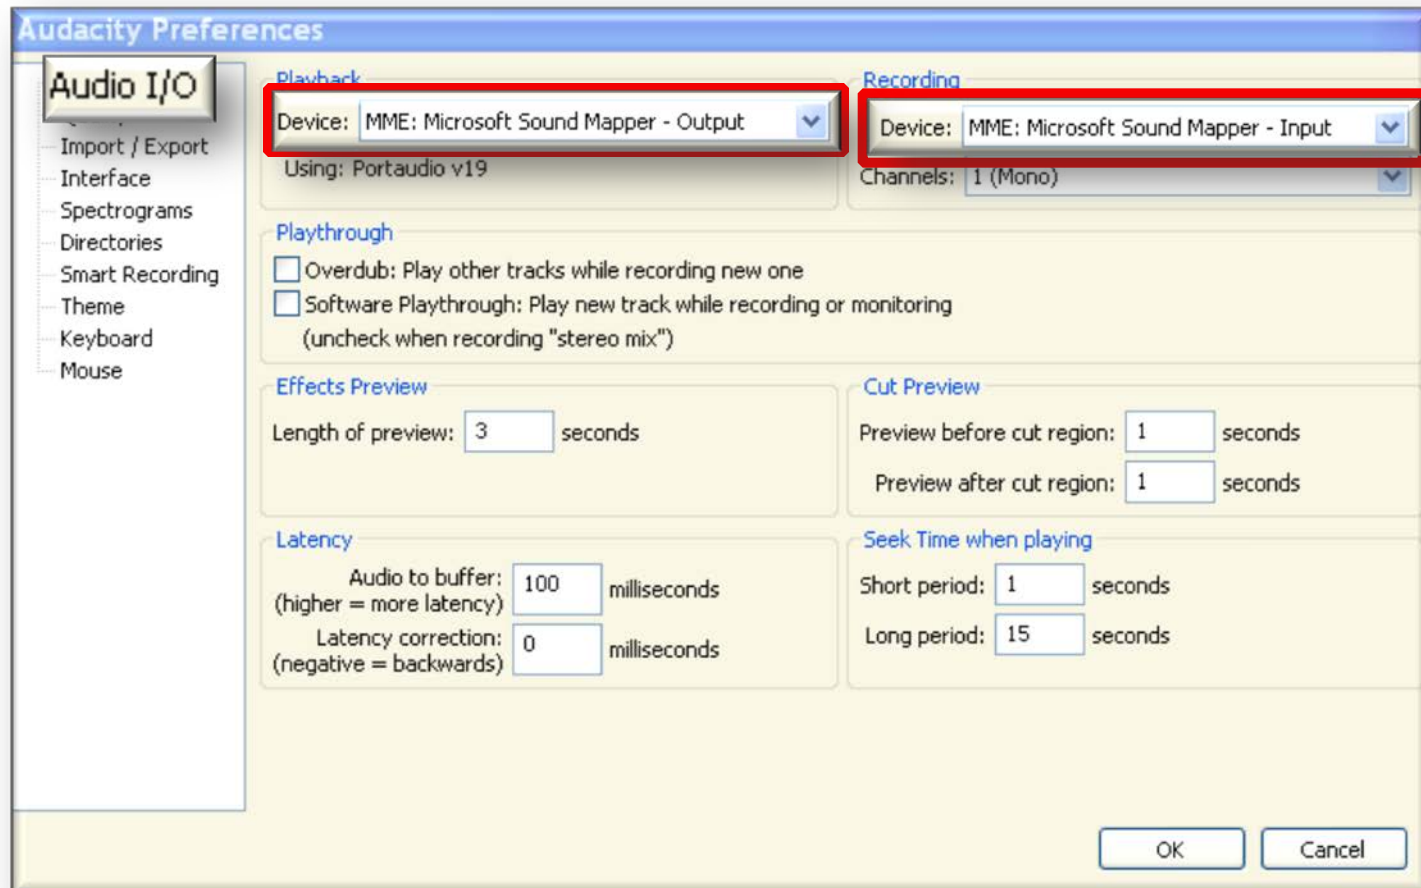 Audacity Preferences
Audio I/O
Import / Export
Interface
Spectrograms
Directories
Smart Recording
Theme
Keyboard
Mouse
Playback
Device: MME: Microsoft Sound Mapper - Output
Using: Portaudio v19
Recording
Device: MME: Microsoft Sound Mapper - Input
Channels: 1 (Mono)
Playthrough
Overdub: Play other tracks while recording new one
Software Playthrough: Play new track while recording or monitoring
(uncheck when recording "stereo mix")
Effects Preview
Length of preview: 3 seconds
Cut Preview
Preview before cut region: 1 seconds
Preview after cut region: 1 seconds
Latency
Audio to buffer: 100 milliseconds
(higher = more latency)
Latency correction: 0 milliseconds
(negative = backwards)
Seek Time when playing
Short period: 1 seconds
Long period: 15 seconds
OK
Cancel